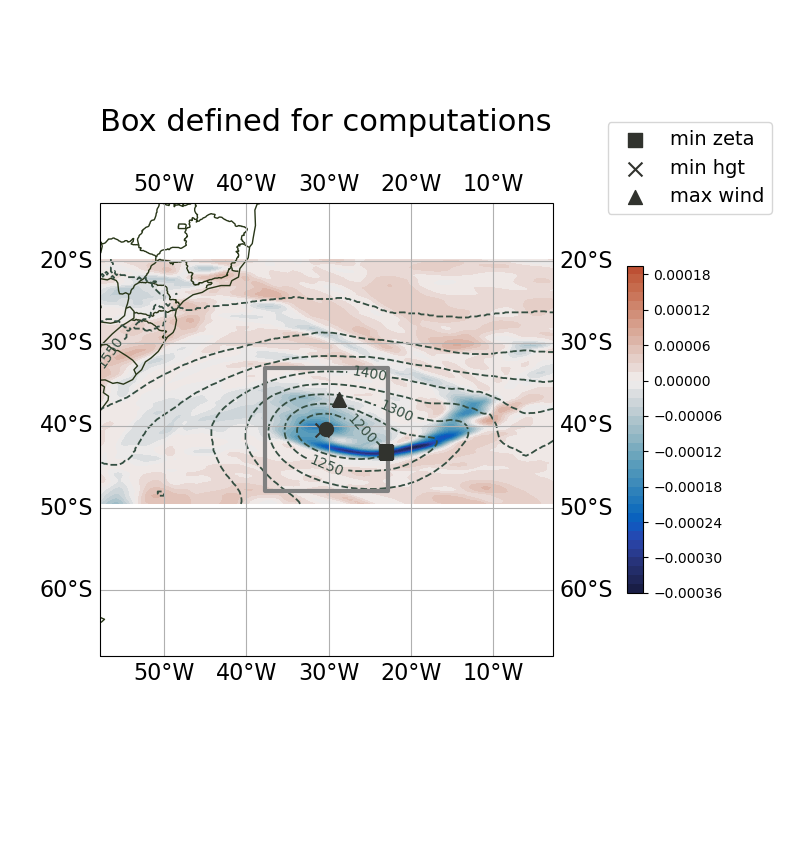 Box defined for computations
min zeta
min hgt
max wind
50°W 40°W 30°W 20°W 10°W
20°S 20°S
30°S 30°S
40°S 40°S
50°S 50°S
60°S 60°S
50°W 40°W 30°W 20°W 10°W
1550
1400
1300
1200
1250
0.00018
0.00012
0.00006
0.00000
−0.00006
−0.00012
−0.00018
−0.00024
−0.00030
−0.00036